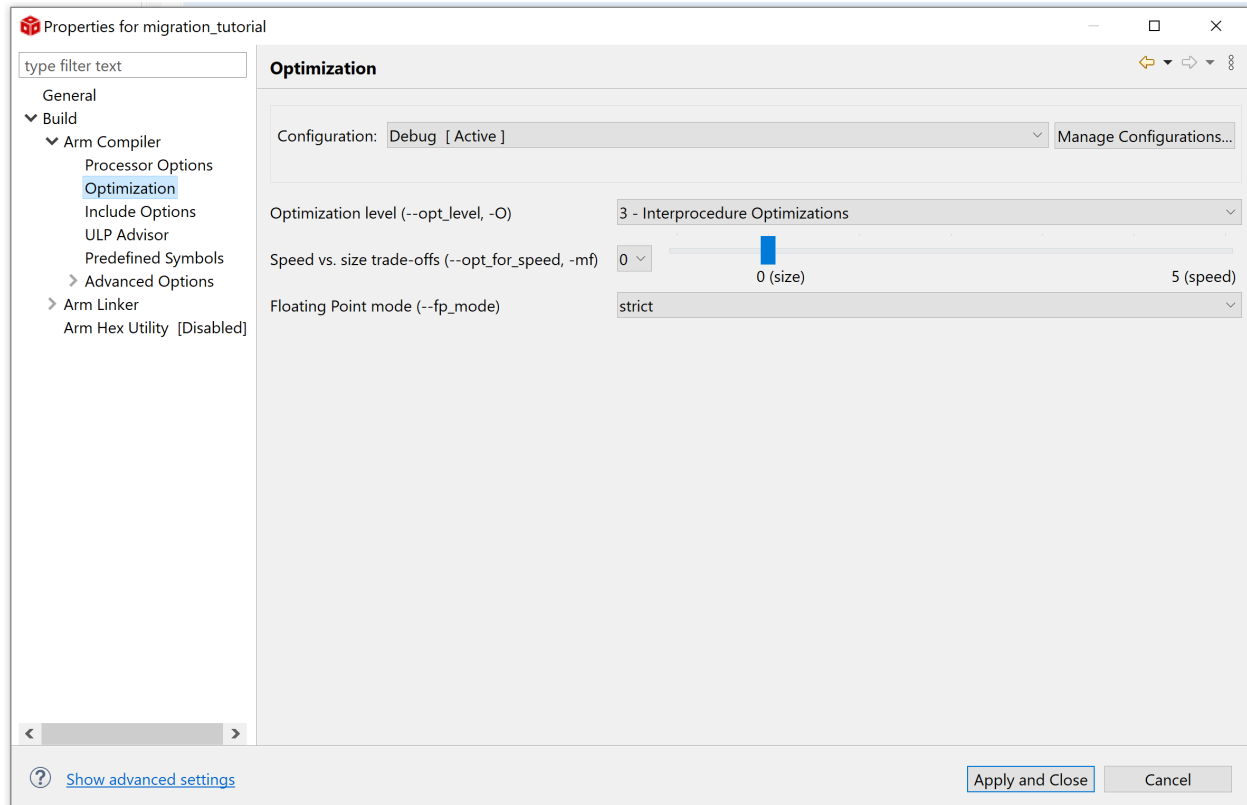 Properties for migration_tutorial
type filter text
General
Build
Arm Compiler
Processor Options
Optimization
Include Options
ULP Advisor
Predefined Symbols
Advanced Options
Arm Linker
Arm Hex Utility [Disabled]
Optimization
Configuration: Debug [ Active ] Manage Configurations...
Optimization level (--opt_level, -O) 3 - Interprocedure Optimizations
Speed vs. size trade-offs (--opt_for_speed, -mf) 0
0 (size) 5 (speed)
Floating Point mode (--fp_mode) strict
Show advanced settings
Apply and Close Cancel